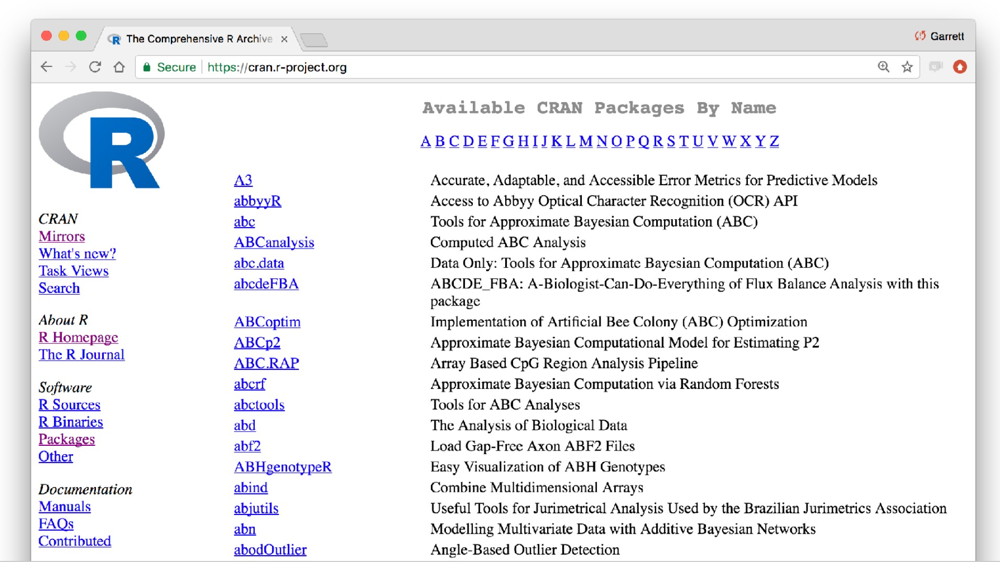 The Comprehensive R Archive
Garrett
Secure https://cran.r-project.org
R
Available CRAN Packages By Name
A B C D E F G H I J K L M N O P Q R S T U V W X Y Z
CRAN
Mirrors
What's new?
Task Views
Search
About R
R Homepage
The R Journal
Software
R Sources
R Binaries
Packages
Other
Documentation
Manuals
FAQs
Contributed
A3 Accurate, Adaptable, and Accessible Error Metrics for Predictive Models
abbyyR Access to Abbyy Optical Character Recognition (OCR) API
abc Tools for Approximate Bayesian Computation (ABC)
ABCanalysis Computed ABC Analysis
abc.data Data Only: Tools for Approximate Bayesian Computation (ABC)
abcdeFBA ABCDE_FBA: A-Biologist-Can-Do-Everything of Flux Balance Analysis with this
package
ABCoptim Implementation of Artificial Bee Colony (ABC) Optimization
ABCp2 Approximate Bayesian Computational Model for Estimating P2
ABC.RAP Array Based CpG Region Analysis Pipeline
abcrf Approximate Bayesian Computation via Random Forests
abctools Tools for ABC Analyses
abd The Analysis of Biological Data
abf2 Load Gap-Free Axon ABF2 Files
ABHgenotypeR Easy Visualization of ABH Genotypes
abind Combine Multidimensional Arrays
abjutils Useful Tools for Jurimetrical Analysis Used by the Brazilian Jurimetrics Association
abn Modelling Multivariate Data with Additive Bayesian Networks
abodOutlier Angle-Based Outlier Detection